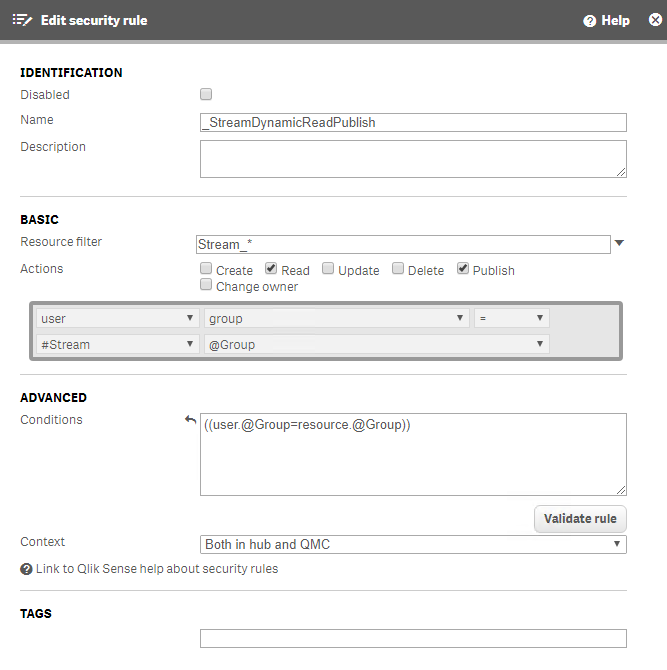 Edit security rule
Help
IDENTIFICATION
Disabled
Name
_StreamDynamicReadPublish
Description
BASIC
Resource filter
Stream_*
Actions
Create Read Update Delete Publish
Change owner
user group =
#Stream @Group
ADVANCED
Conditions
((user.@Group=resource.@Group))
Validate rule
Context
Both in hub and QMC
Link to Qlik Sense help about security rules
TAGS